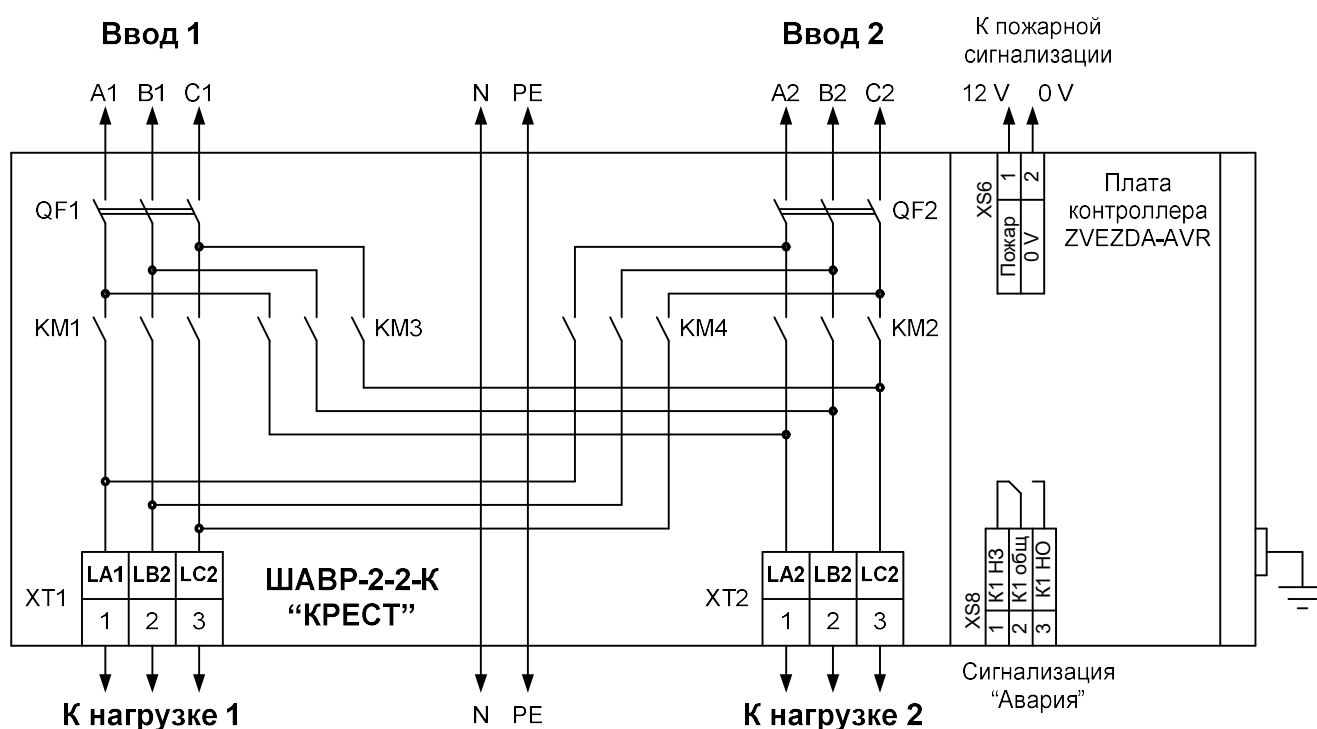 Ввод 1
Ввод 2
К пожарной
сигнализации
A1 B1 C1
N PE
A2 B2 C2
12 V 0 V
QF1
QF2
XS6
1
2
Пожар
0 V
Плата
контроллера
ZVEZDA-AVR
KM1
KM3
KM4
KM2
XT1
LA1 LB2 LC2
1 2 3
ШАВР-2-2-К
“КРЕСТ”
XT2
LA2 LB2 LC2
1 2 3
XS8
1 К1 НЗ
2 К1 общ
3 К1 НО
Сигнализация
“Авария”
К нагрузке 1
N PE
К нагрузке 2